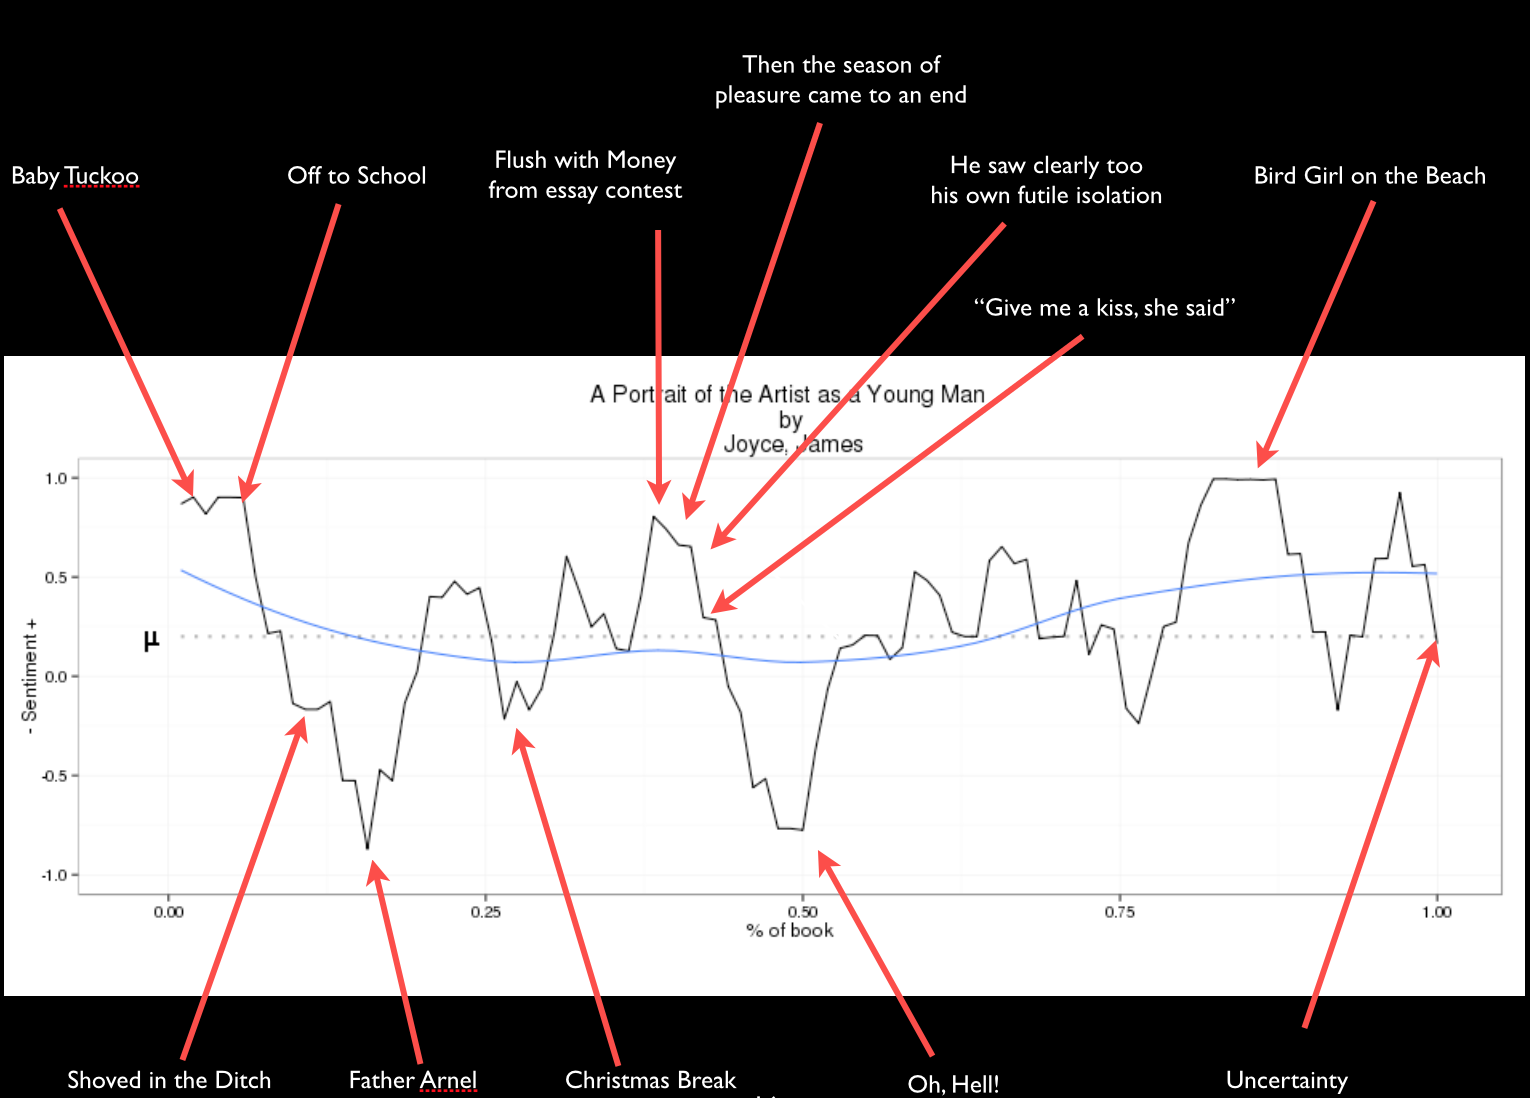 Then the season of
pleasure came to an end
Baby Tuckoo
Off to School
Flush with Money
from essay contest
He saw clearly too
his own futile isolation
Bird Girl on the Beach
“Give me a kiss, she said”
A Portrait of the Artist as a Young Man
by
Joyce, James
1.0
0.5
µ
0.0
-0.5
-1.0
- Sentiment +
0.00
0.25
0.50
0.75
1.00
% of book
Shoved in the Ditch
Father Arnel
Christmas Break
Oh, Hell!
Uncertainty